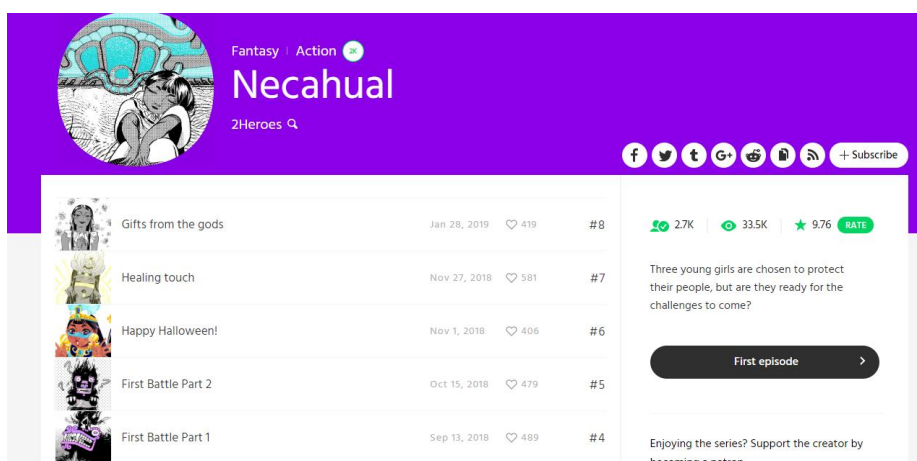 Fantasy Action 2K
Necahual
2Heroes
+ Subscribe
Gifts from the gods Jan 28, 2019 419 #8
Healing touch Nov 27, 2018 581 #7
Happy Halloween! Nov 1, 2018 406 #6
First Battle Part 2 Oct 15, 2018 479 #5
First Battle Part 1 Sep 13, 2018 489 #4
2.7K 33.5K 9.76 RATE
Three young girls are chosen to protect
their people, but are they ready for the
challenges to come?
First episode
Enjoying the series? Support the creator by
becoming a patron